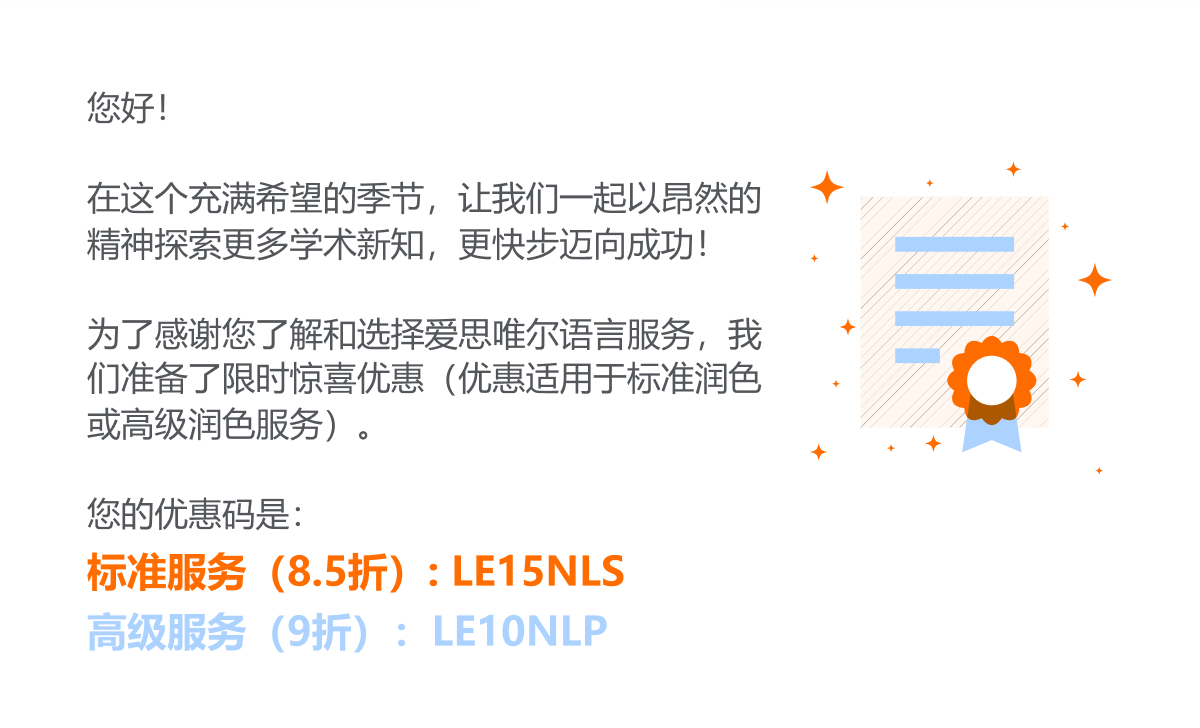 您好！
在这个充满希望的季节，让我们一起以昂然的
精神探索更多学术新知，更快步迈向成功！
为了感谢您了解和选择爱思唯尔语言服务，我
们准备了限时惊喜优惠（优惠适用于标准润色
或高级润色服务）。
您的优惠码是：
标准服务（8.5折）: LE15NLS
高级服务（9折）：LE10NLP